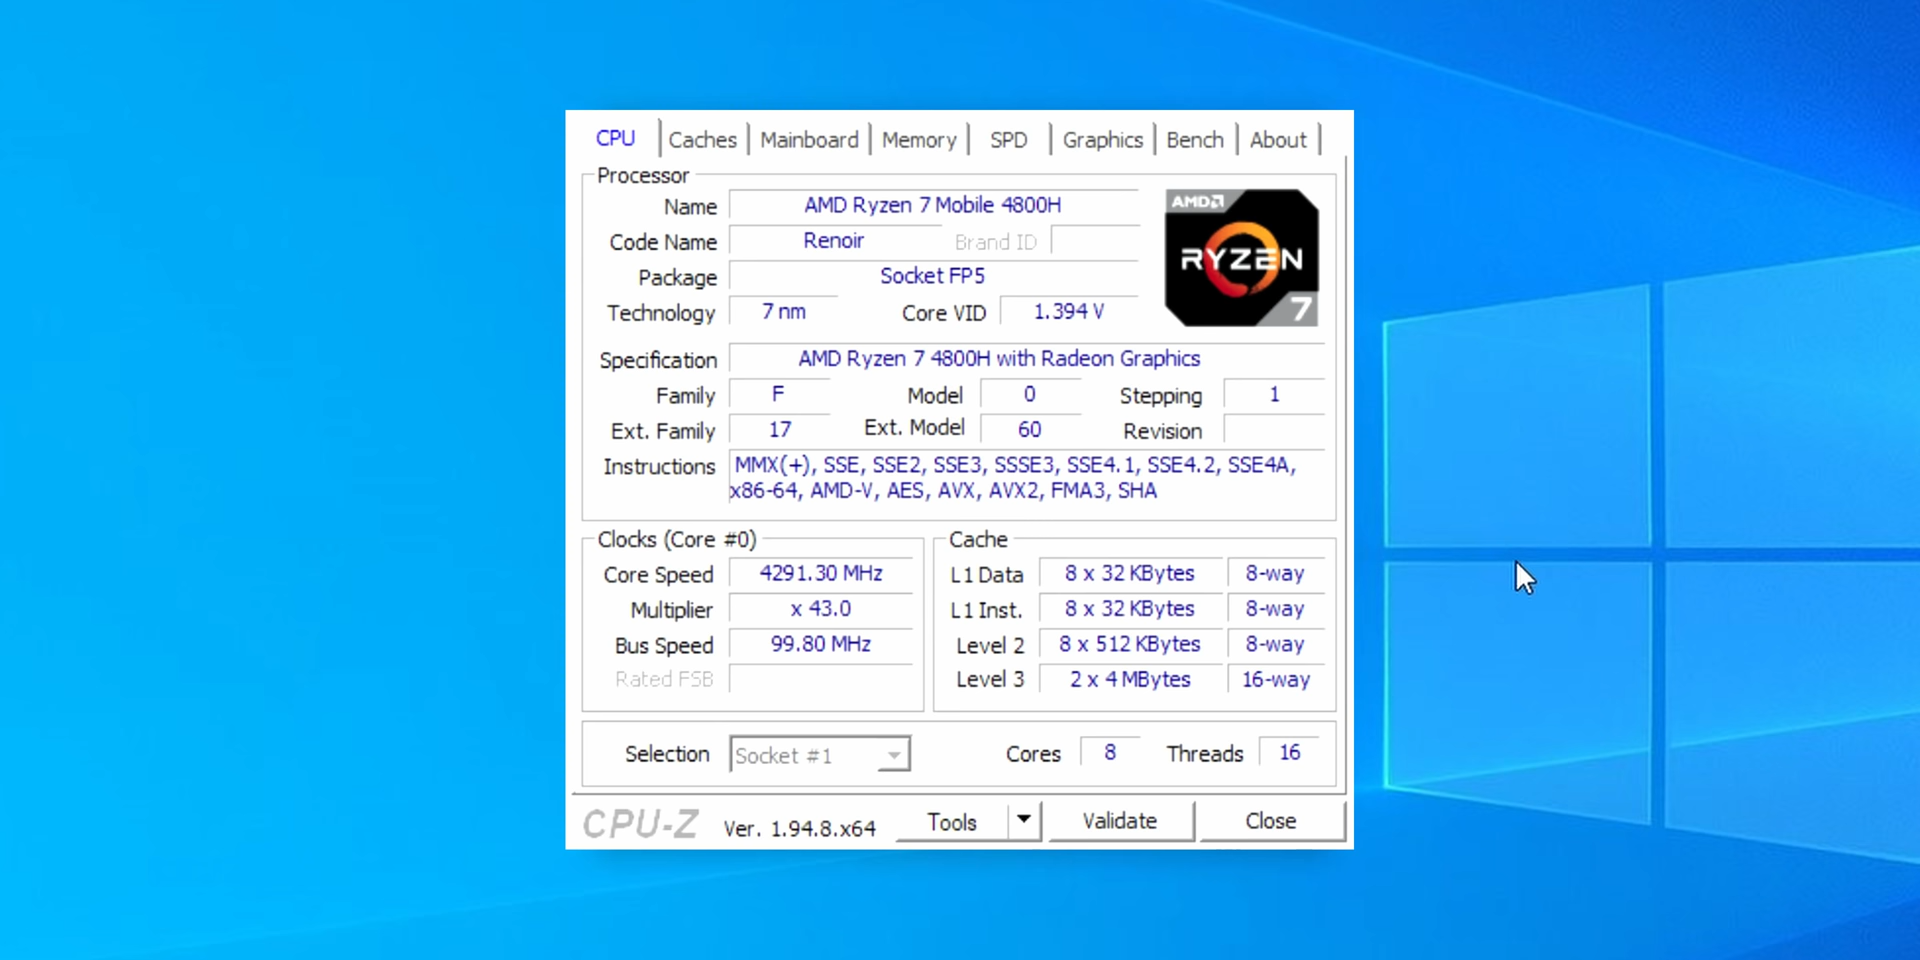 CPU Caches Mainboard Memory SPD Graphics Bench About
Processor
Name AMD Ryzen 7 Mobile 4800H
Code Name Renoir Brand ID
Package Socket FP5
Technology 7 nm Core VID 1.394 V
AMD
RYZEN
7
Specification AMD Ryzen 7 4800H with Radeon Graphics
Family F Model 0 Stepping 1
Ext. Family 17 Ext. Model 60 Revision
Instructions MMX(+), SSE, SSE2, SSE3, SSSE3, SSE4.1, SSE4.2, SSE4A,
x86-64, AMD-V, AES, AVX, AVX2, FMA3, SHA
Clocks (Core #0)
Core Speed 4291.30 MHz
Multiplier x 43.0
Bus Speed 99.80 MHz
Rated FSB
Cache
L1 Data 8 x 32 KBytes 8-way
L1 Inst. 8 x 32 KBytes 8-way
Level 2 8 x 512 KBytes 8-way
Level 3 2 x 4 MBytes 16-way
Selection Socket #1 Cores 8 Threads 16
CPU-Z Ver. 1.94.8.x64 Tools Validate Close